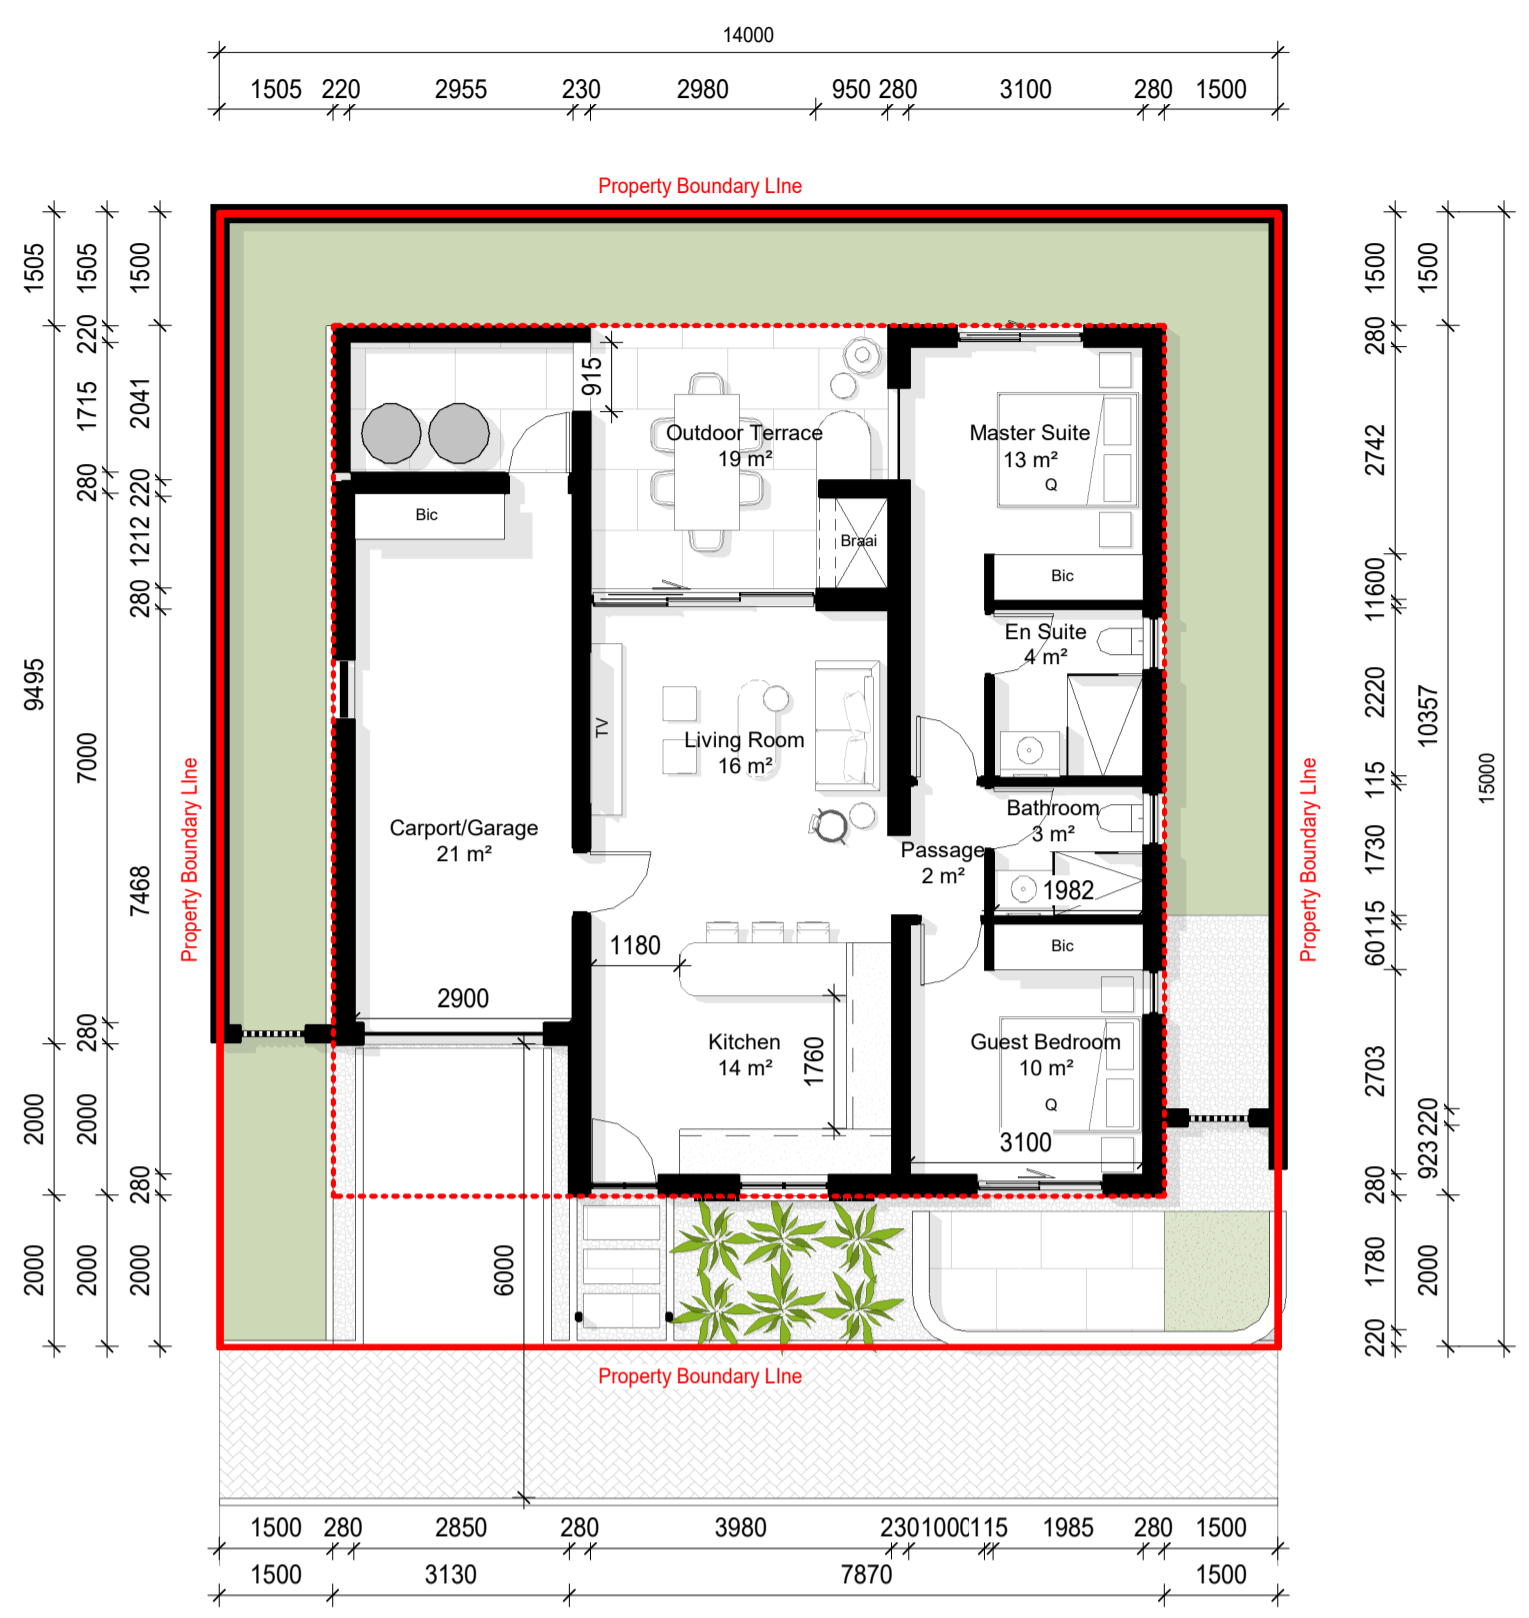 14000
1505 220 2955 230 2980 950 280 3100 280 1500
Property Boundary LIne
1505 1505 1500 1500 1500
220 280
915
1715 2041 2742
Outdoor Terrace
19 m²
Master Suite
13 m²
Q
280 220
Bic
1212
Braai
280
Bic
600
115
En Suite
4 m²
9495 2220 10357
TV
Living Room
16 m²
7000
Property Boundary LIne
Property Boundary LIne
15000
115
Bathroom
3 m²
Carport/Garage
21 m²
Passage
2 m²
1730
7468
1982
115
1180
Bic
601
2900
280
Kitchen
14 m²
1760
Guest Bedroom
10 m²
Q
2703
2000 2000
220
923
3100
280 280
6000
2000 2000 2000 1780 2000
220
Property Boundary LIne
1500 280 2850 280 3980 230 1000 115 1985 280 1500
1500 3130 7870 1500